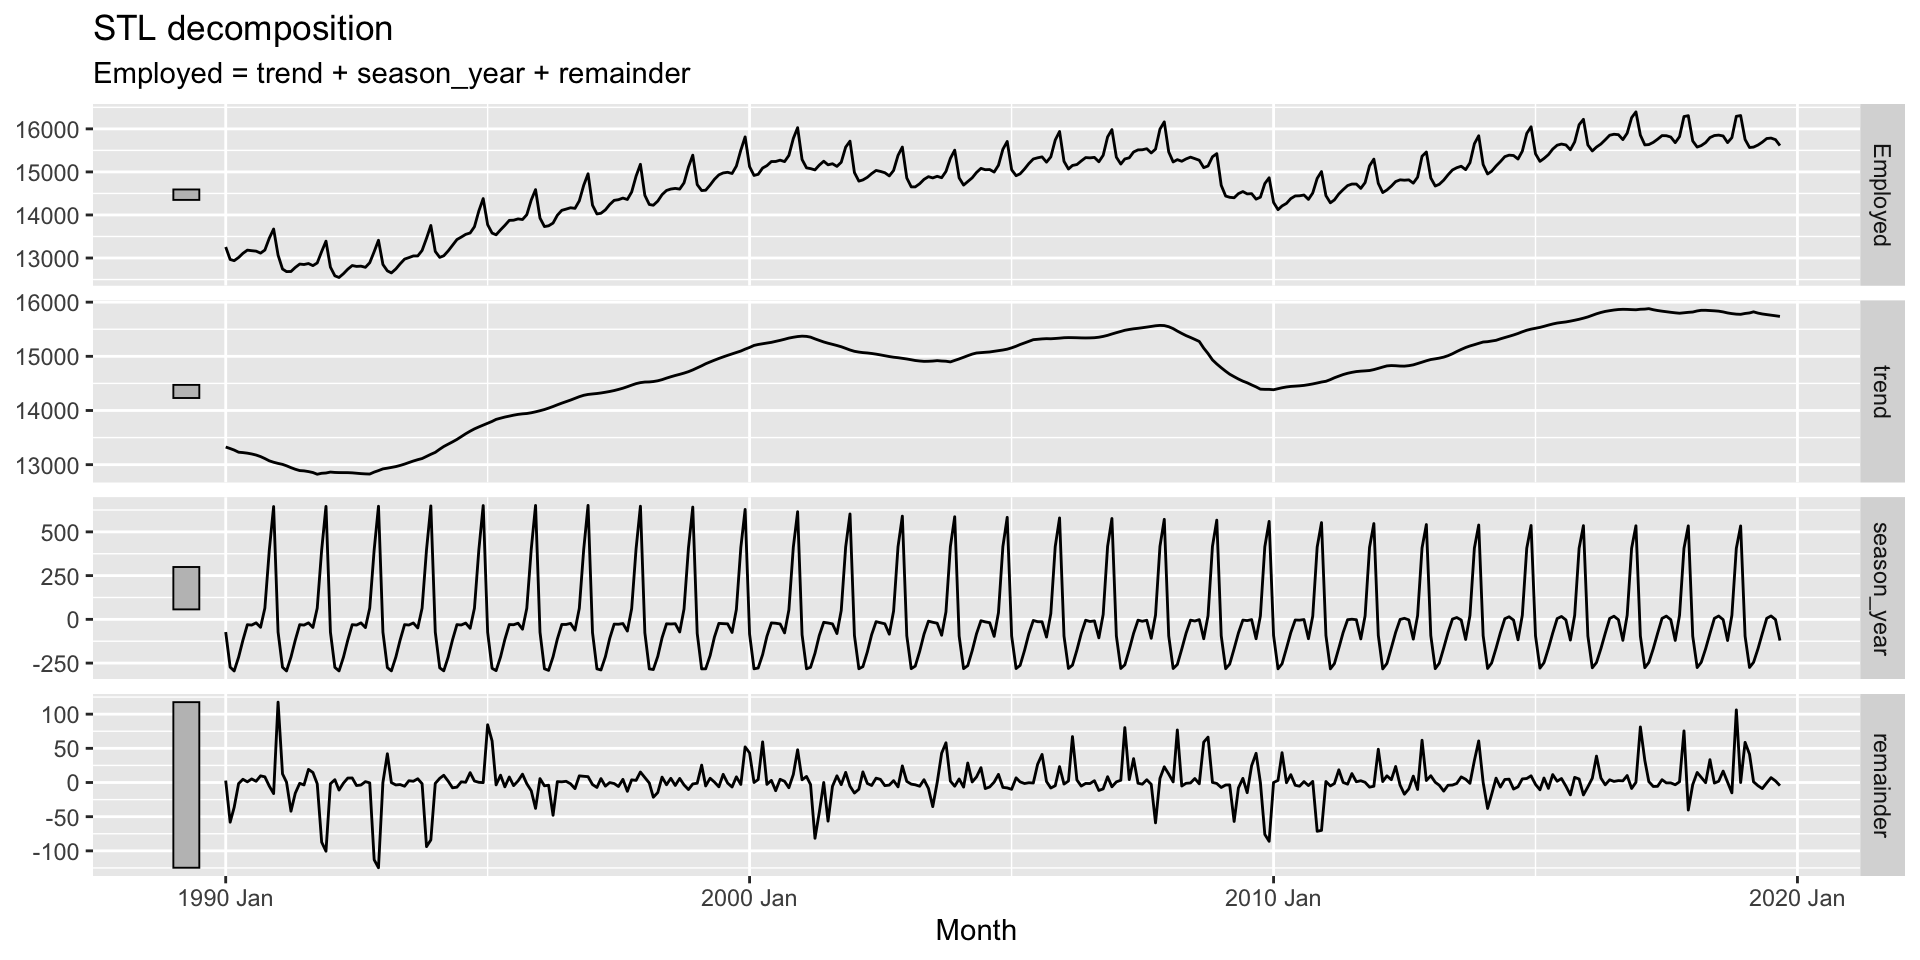 STL decomposition
Employed = trend + season_year + remainder
16000
15000
14000
13000
Employed
16000
15000
14000
13000
trend
500
250
0
-250
season_year
100
50
0
-50
-100
remainder
1990 Jan
2000 Jan
2010 Jan
2020 Jan
Month